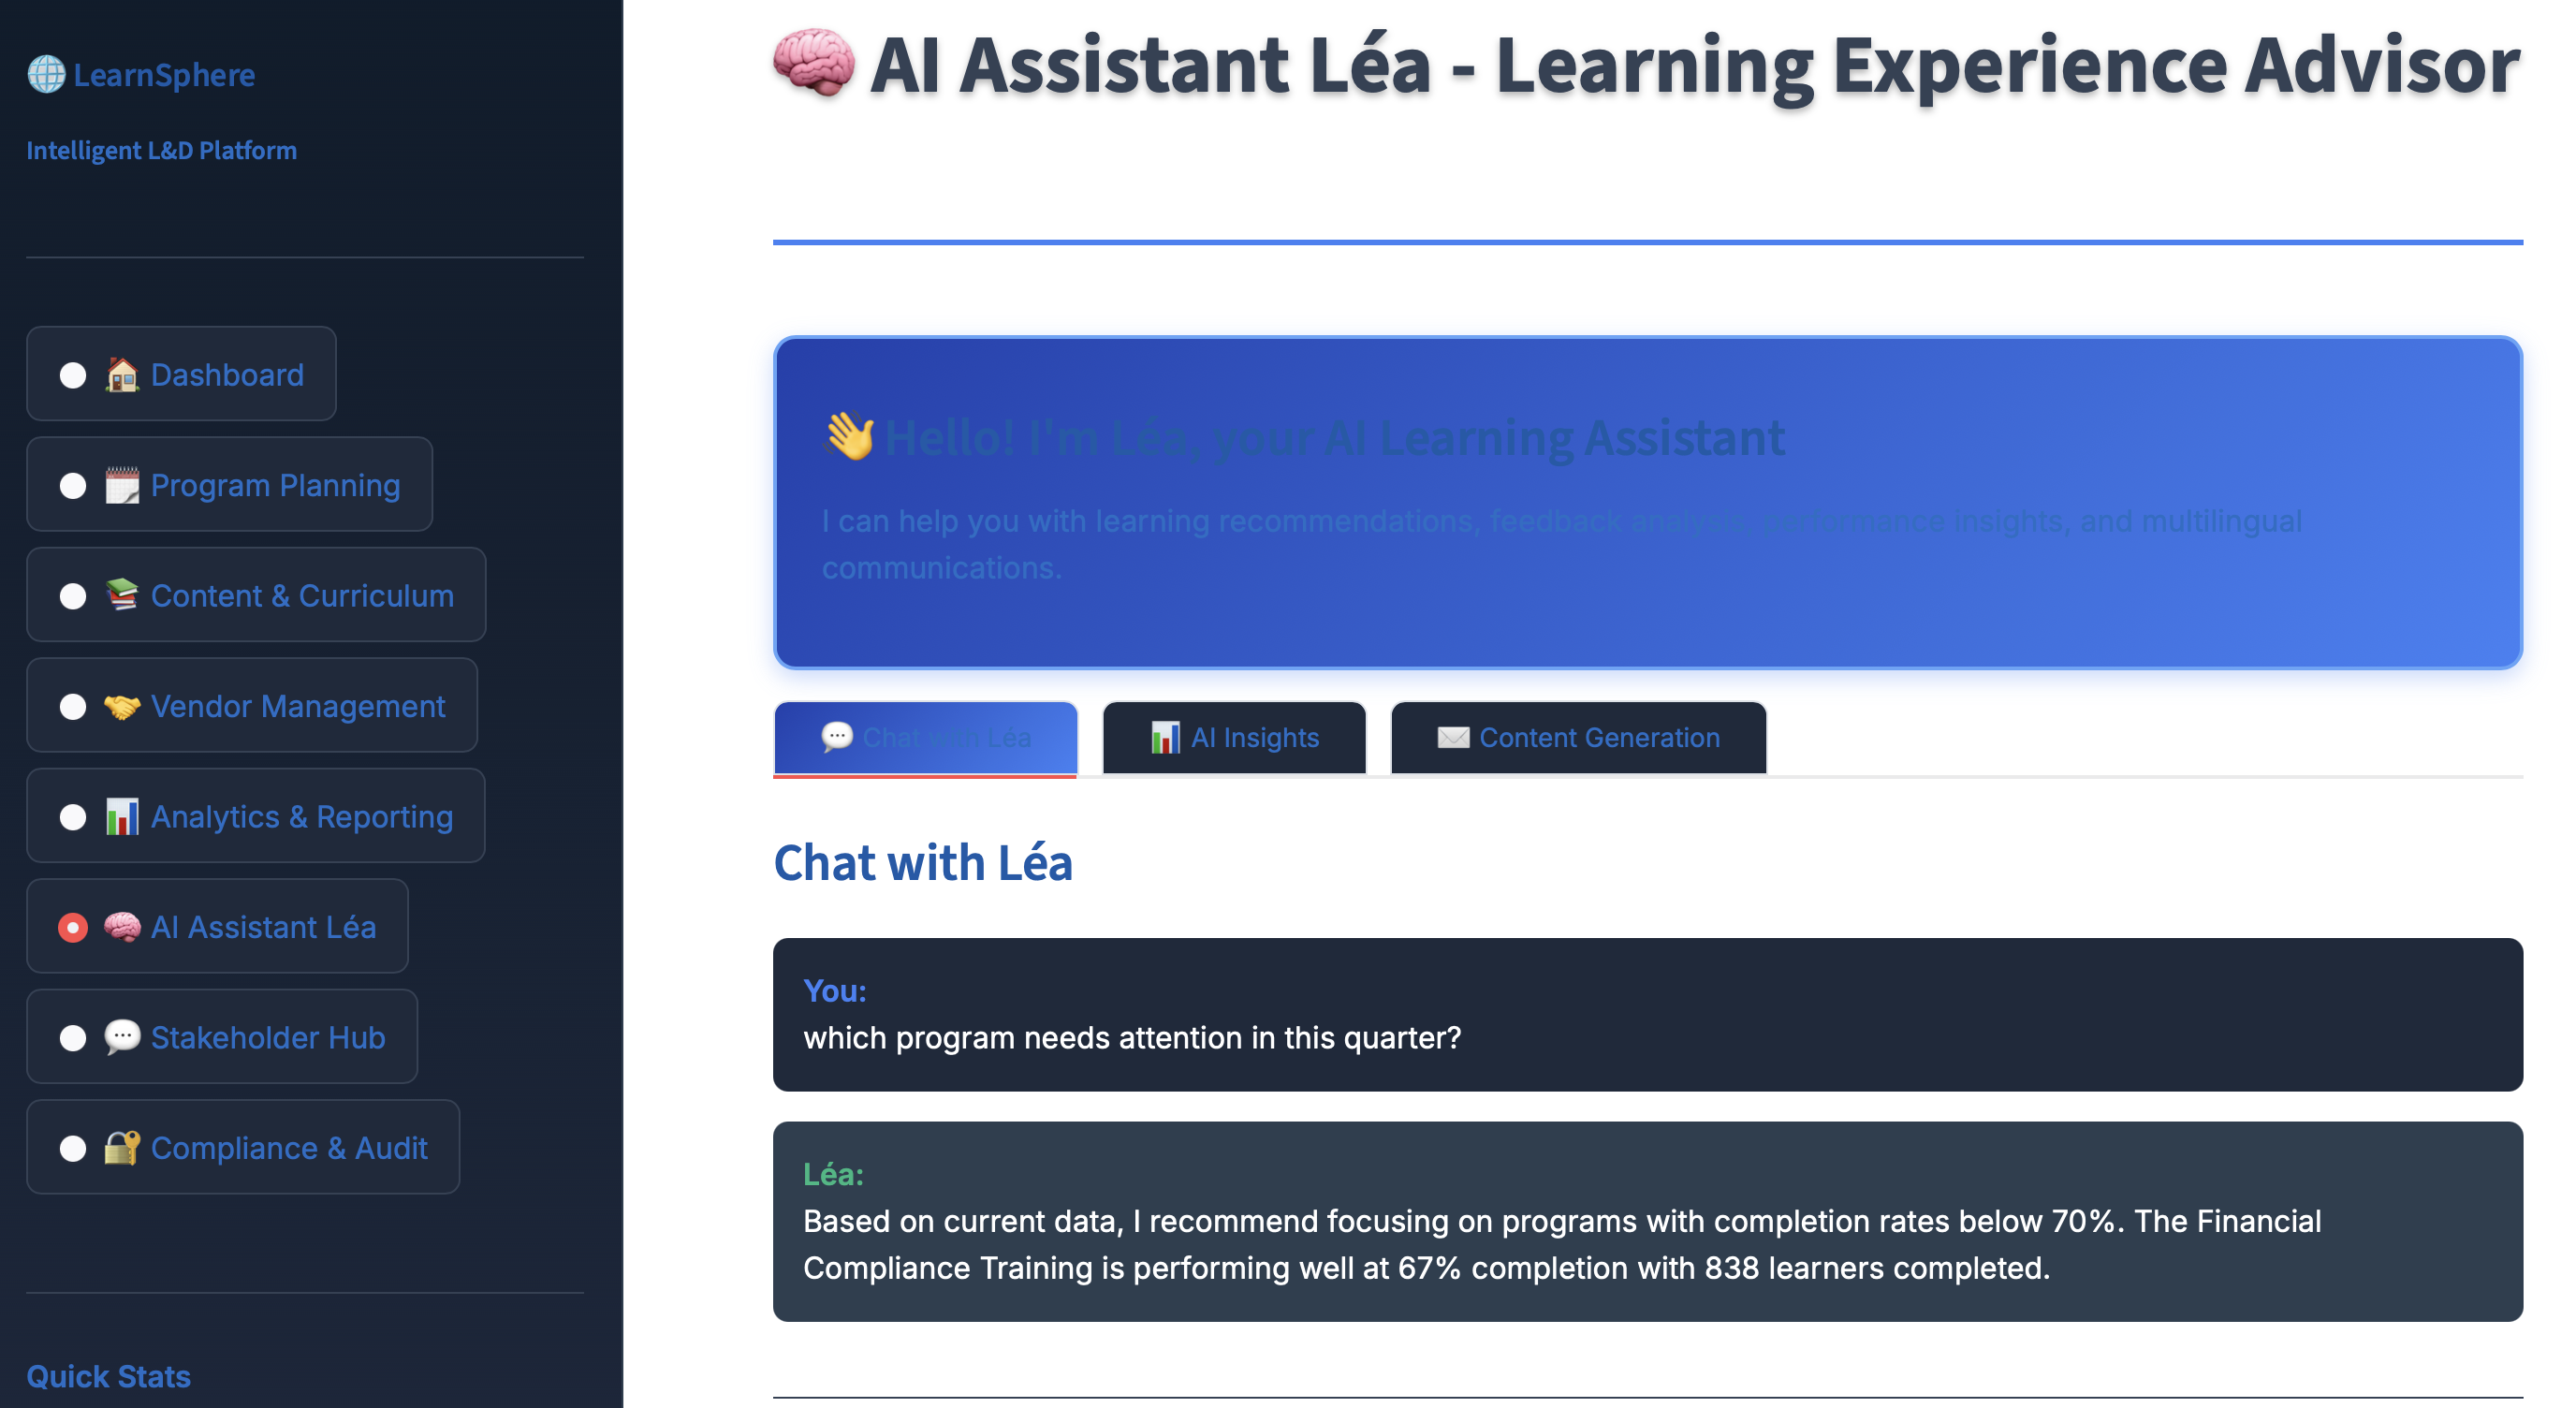 LearnSphere
Intelligent L&D Platform
Dashboard
Program Planning
Content & Curriculum
Vendor Management
Analytics & Reporting
AI Assistant Léa
Stakeholder Hub
Compliance & Audit
Quick Stats
AI Assistant Léa - Learning Experience Advisor
Hello! I'm Léa, your AI Learning Assistant
I can help you with learning recommendations, feedback analysis, performance insights, and multilingual
communications.
Chat with Léa
AI Insights
Content Generation
Chat with Léa
You:
which program needs attention in this quarter?
Léa:
Based on current data, I recommend focusing on programs with completion rates below 70%. The Financial
Compliance Training is performing well at 67% completion with 838 learners completed.